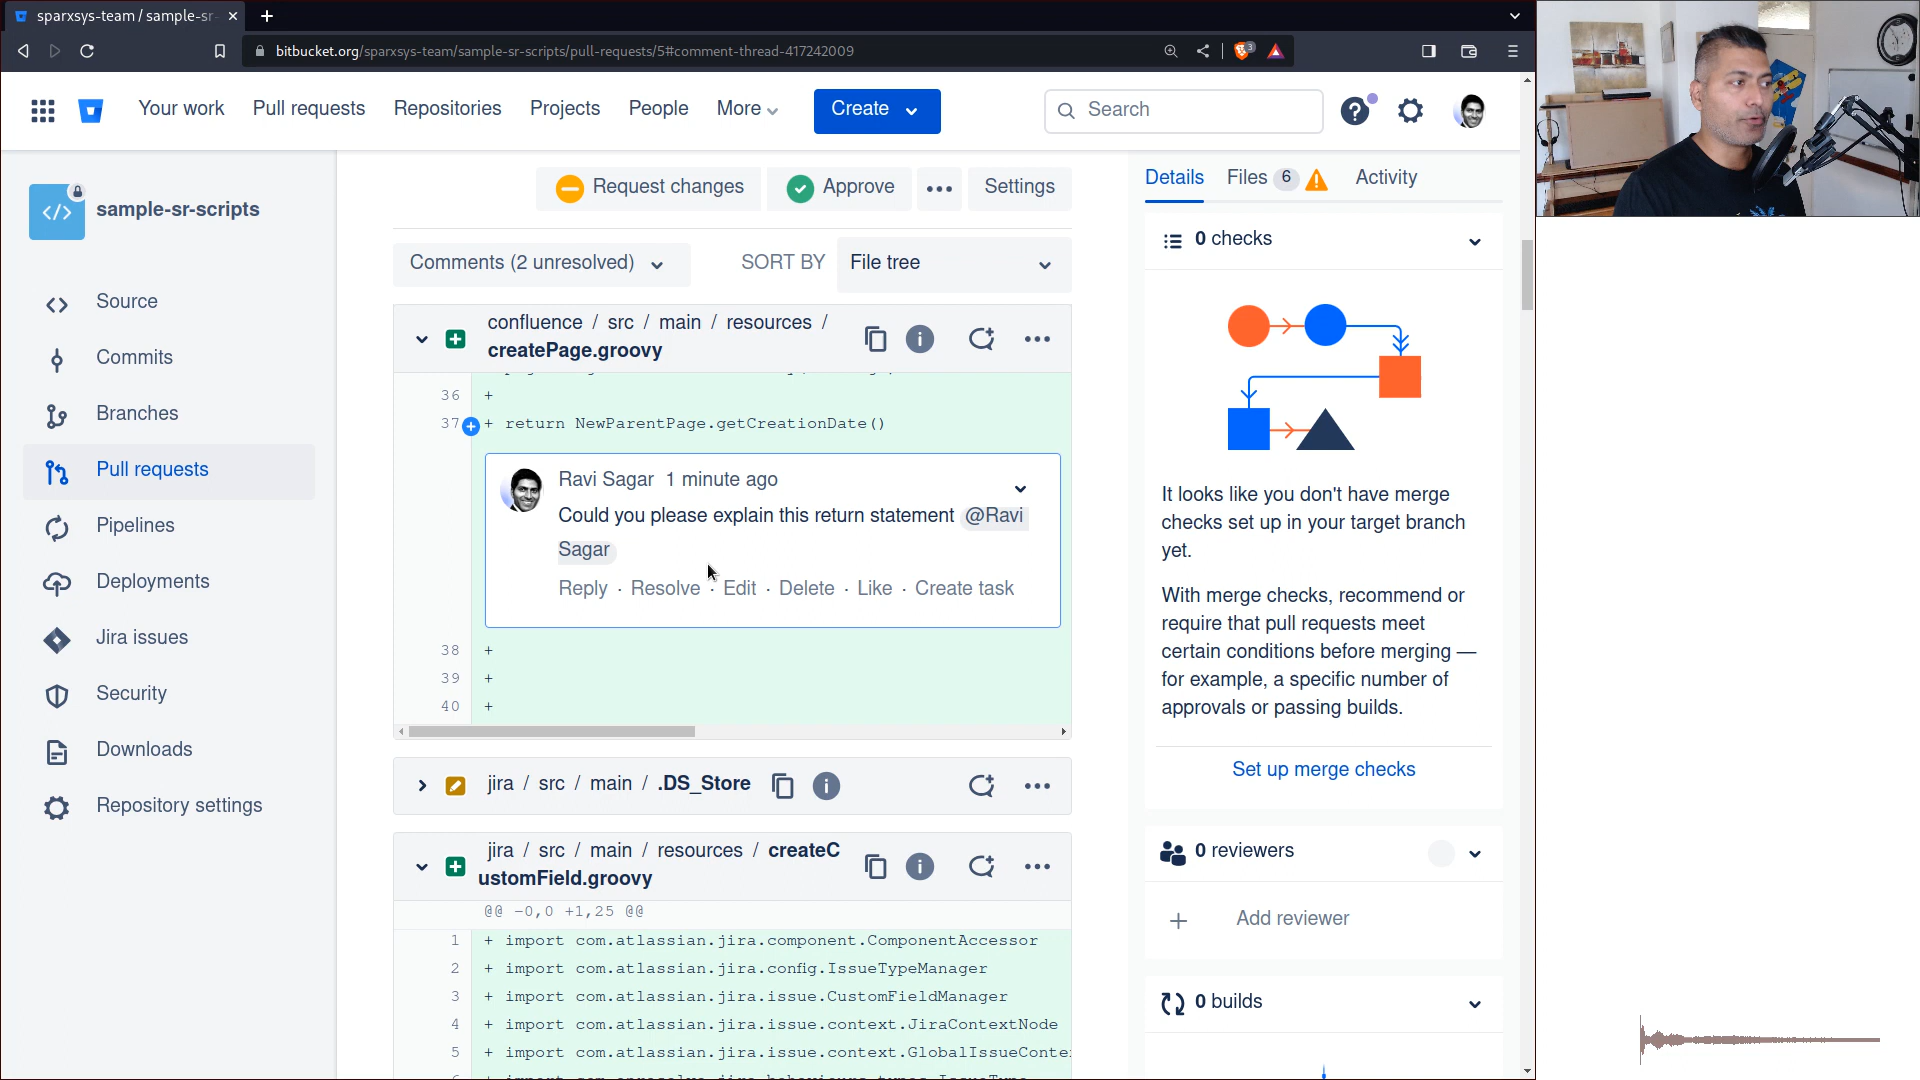 sparxsys-team / sample-sr-
bitbucket.org/sparxsys-team/sample-sr-scripts/pull-requests/5#comment-thread-417242009
3
Your work Pull requests Repositories Projects People More Create Search
sample-sr-scripts
Source
Commits
Branches
Pull requests
Pipelines
Deployments
Jira issues
Security
Downloads
Repository settings
Request changes Approve Settings
Comments (2 unresolved) SORT BY File tree
confluence / src / main / resources /
createPage.groovy
36 +
37 + return NewParentPage.getCreationDate()
Ravi Sagar 1 minute ago
Could you please explain this return statement @Ravi
Sagar
Reply · Resolve · Edit · Delete · Like · Create task
38 +
39 +
40 +
jira / src / main / .DS_Store
jira / src / main / resources / createC
ustomField.groovy
@@ -0,0 +1,25 @@
1 + import com.atlassian.jira.component.ComponentAccessor
2 + import com.atlassian.jira.config.IssueTypeManager
3 + import com.atlassian.jira.issue.CustomFieldManager
4 + import com.atlassian.jira.issue.context.JiraContextNode
5 + import com.atlassian.jira.issue.context.GlobalIssueConte
Details Files 6 Activity
0 checks
It looks like you don't have merge
checks set up in your target branch
yet.
With merge checks, recommend or
require that pull requests meet
certain conditions before merging —
for example, a specific number of
approvals or passing builds.
Set up merge checks
0 reviewers
Add reviewer
0 builds